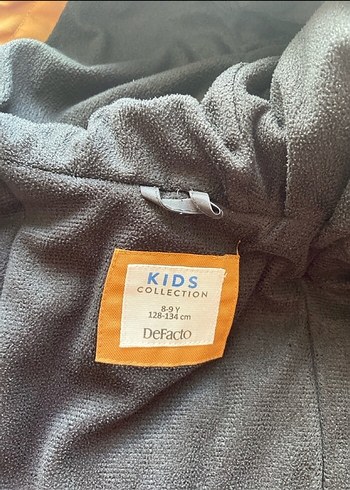 KIDS
COLLECTION
8-9 Y
128-134 cm
DeFacto